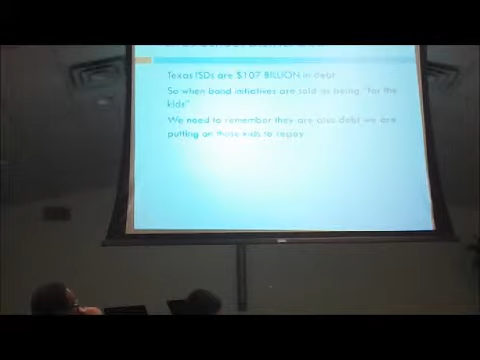 Texas ISDs are $107 BILLION in debt
So when bond initiatives are sold as being "for the
kids"
We need to remember they are also debt we are
putting on those kids to repay